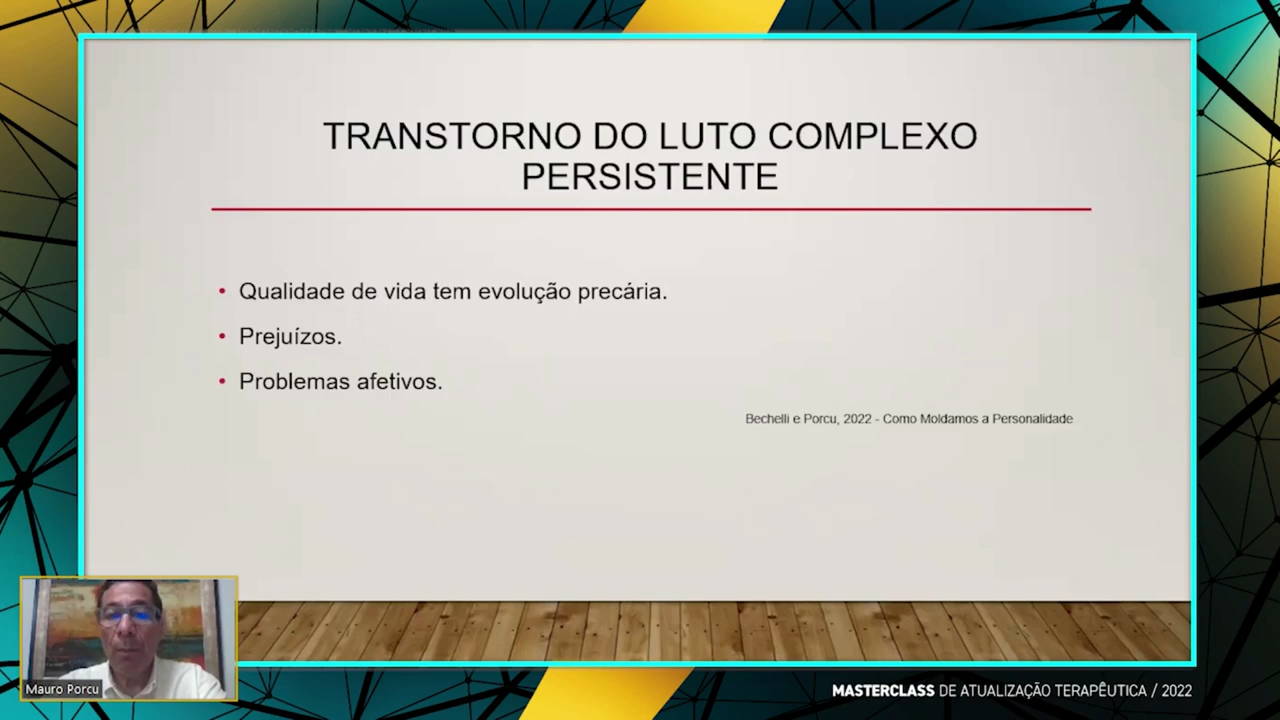 TRANSTORNO DO LUTO COMPLEXO
PERSISTENTE
• Qualidade de vida tem evolução precária.
• Prejuízos.
• Problemas afetivos.
Bechelli e Porcu, 2022 - Como Moldamos a Personalidade
Mauro Porcu
MASTERCLASS DE ATUALIZAÇÃO TERAPÊUTICA / 2022